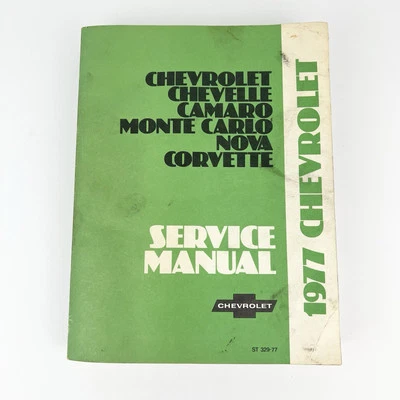 CHEVROLET
CHEVELLE
CAMARO
MONTE CARLO
NOVA
CORVETTE
SERVICE
MANUAL
CHEVROLET
ST 329-77
1977 CHEVROLET